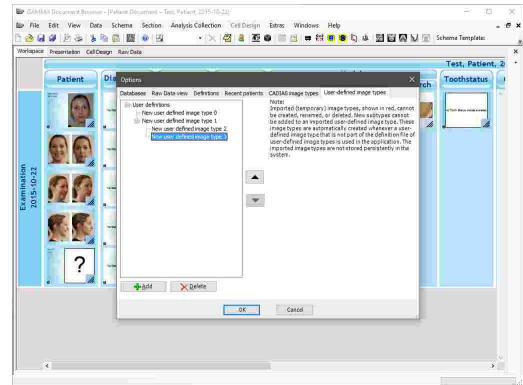 GAMMA Document Browser - [Document - Test, Patient, 2015-10-22]
File Edit View Data Schema Section Analysis Collection Cell Design Extras Windows Help
Schema Template:
Workspace Presentation Cell Design Raw Data
Test, Patient, 2
Patient
Toothstatus
Examination
2015-10-22
?
Options
Databases Raw Data view Definitions Recent patients CADIAS image types User-defined image types
User definitions
New user defined image type 0
New user defined image type 1
New user defined image type 2
New user defined image type 3
Note:
Imported (temporary) image types, shown in red, cannot
be created, renamed, or deleted. New subtypes cannot
be added to an imported user-defined image type. These
image types are automatically created whenever a user-
defined image type that is not part of the definition file of
user-defined image types is used in the application. The
imported image types are not stored persistently in the
system.
Add Delete
OK Cancel